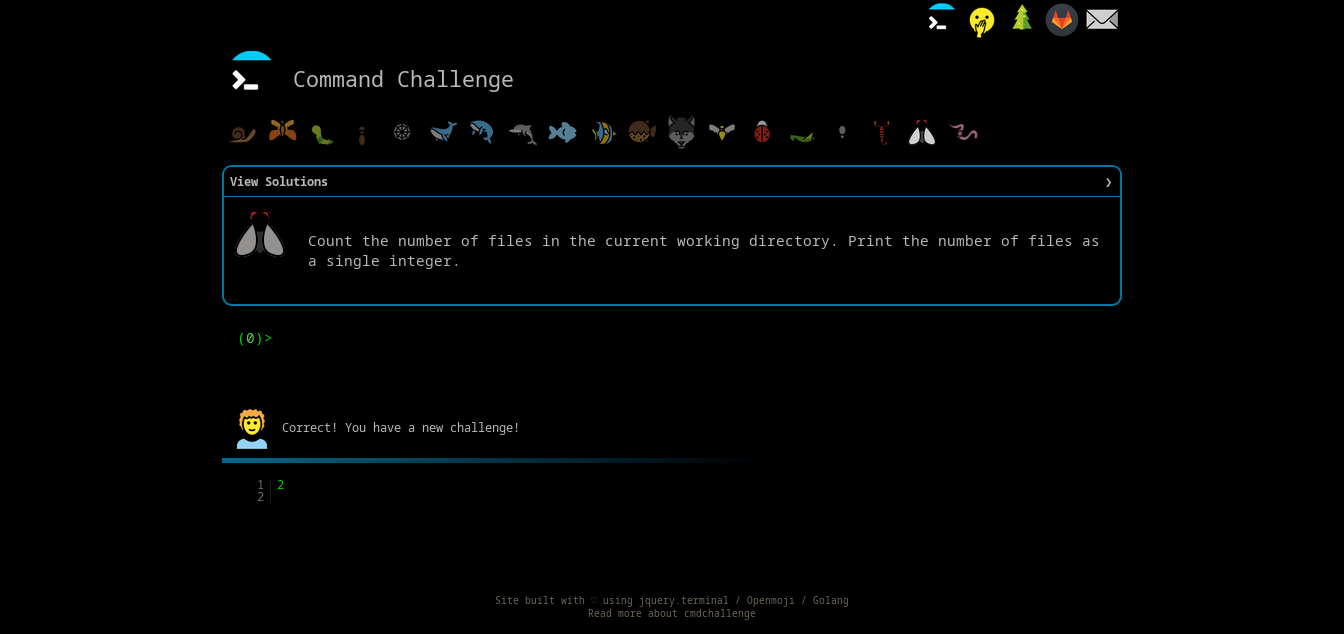 Command Challenge
View Solutions ❯
Count the number of files in the current working directory. Print the number of files as
a single integer.
(0)>
Correct! You have a new challenge!
1 2
2
Site built with ♡ using jquery.terminal / Openmoji / Golang
Read more about cmdchallenge